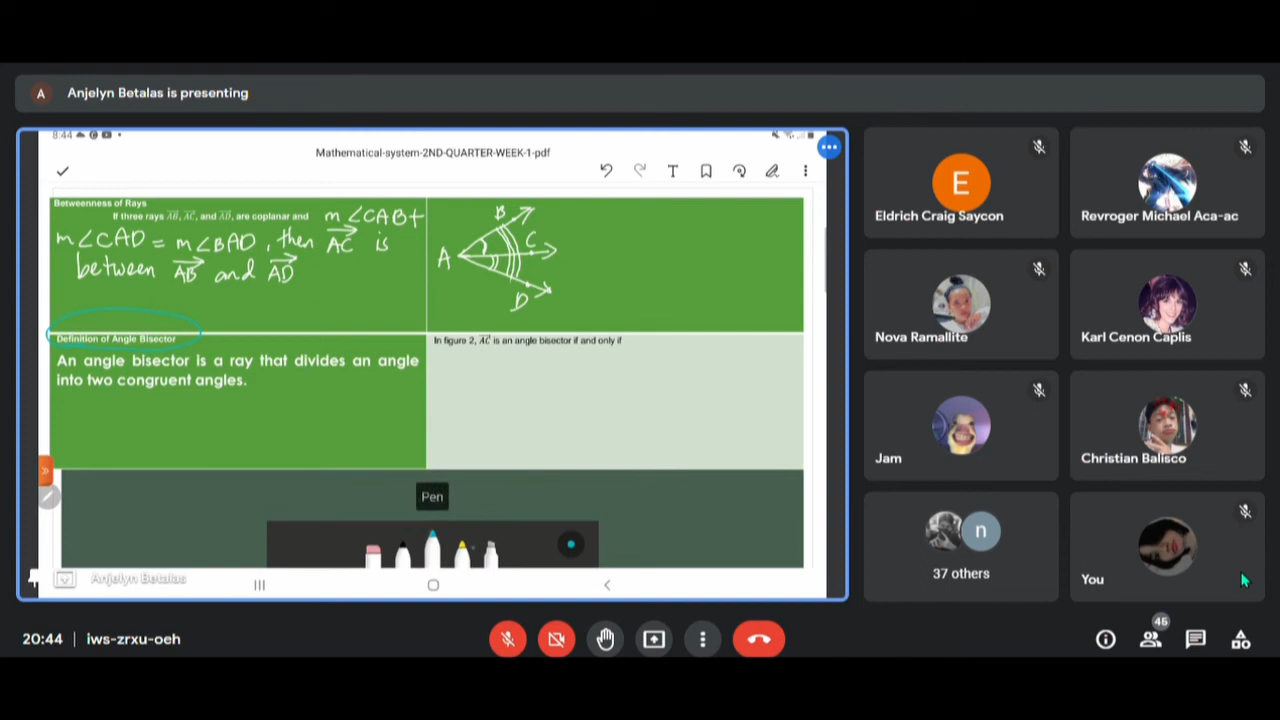 A Anjelyn Betalas is presenting
8:44
Mathematical-system-2ND-QUARTER-WEEK-1-pdf
T
Betweenness of Rays
If three rays AB, AC, and AD, are coplanar and m∠CAB+
m∠CAD = m∠BAD, then AC is
between AB and AD
A
B
C
D
Definition of Angle Bisector
An angle bisector is a ray that divides an angle
into two congruent angles.
In figure 2, AC is an angle bisector if and only if
Pen
Anjelyn Betalas
E
Eldrich Craig Saycon
Revroger Michael Aca-ac
Nova Ramallite
Karl Cenon Caplis
Jam
Christian Balisco
n
37 others
You
20:44 | iws-zrxu-oeh
45